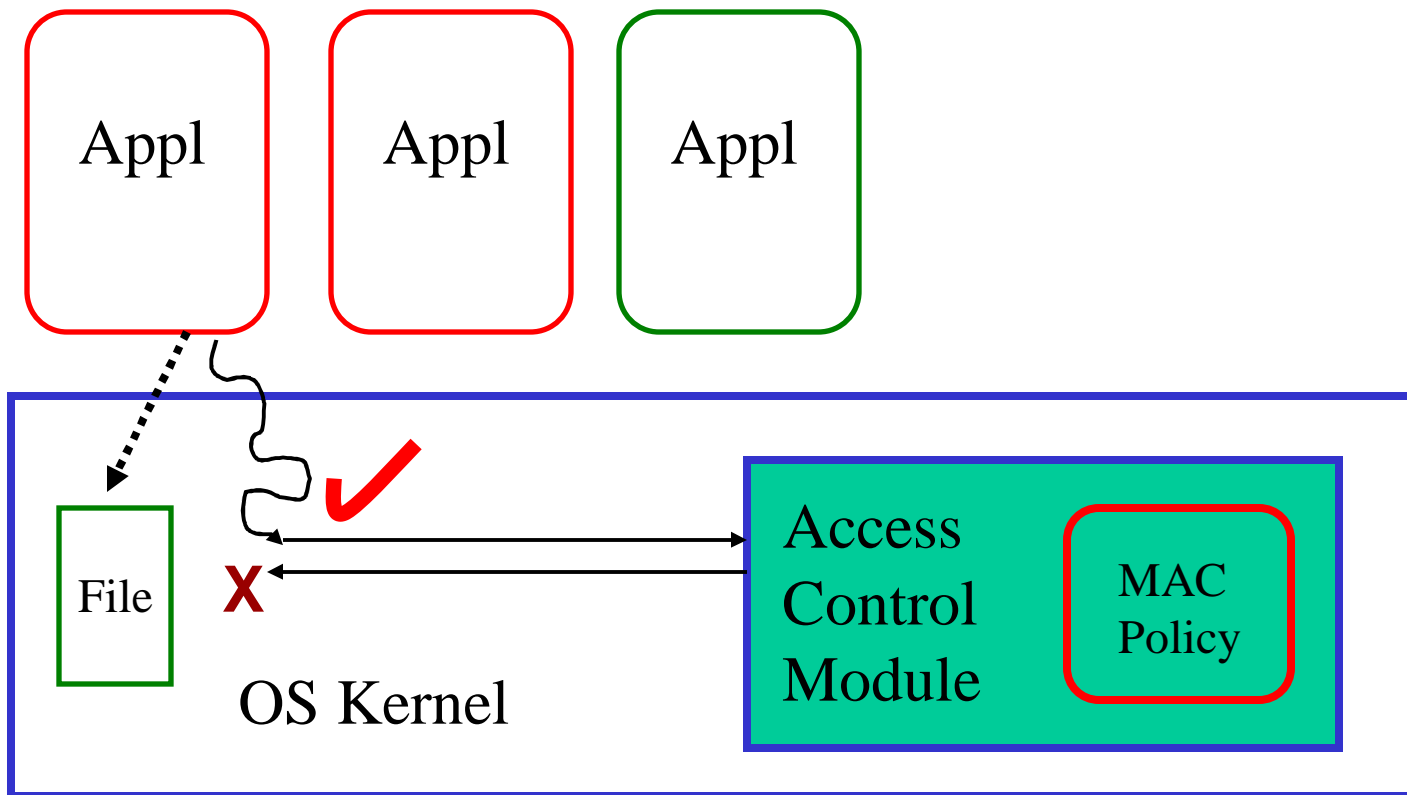 Appl
Appl
Appl
File
X
OS Kernel
Access
Control
Module
MAC
Policy